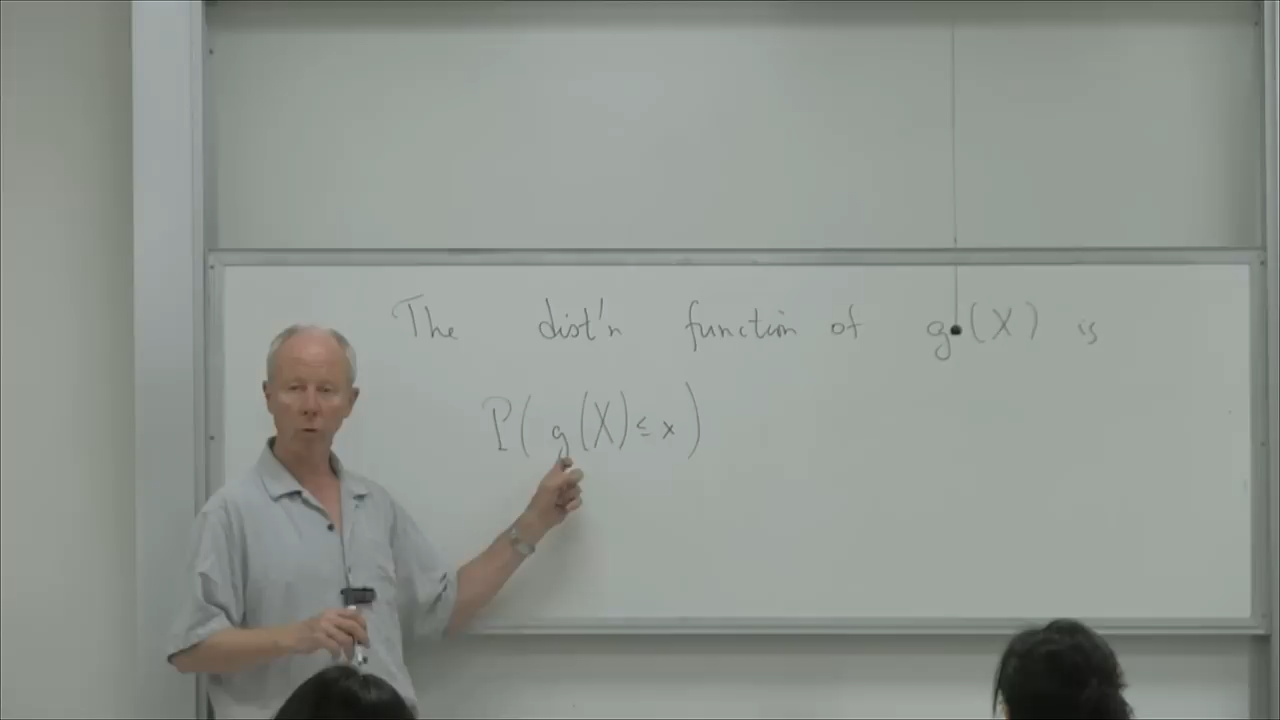 The dist'n function of g(X) is
P( g(X) ≤ x )